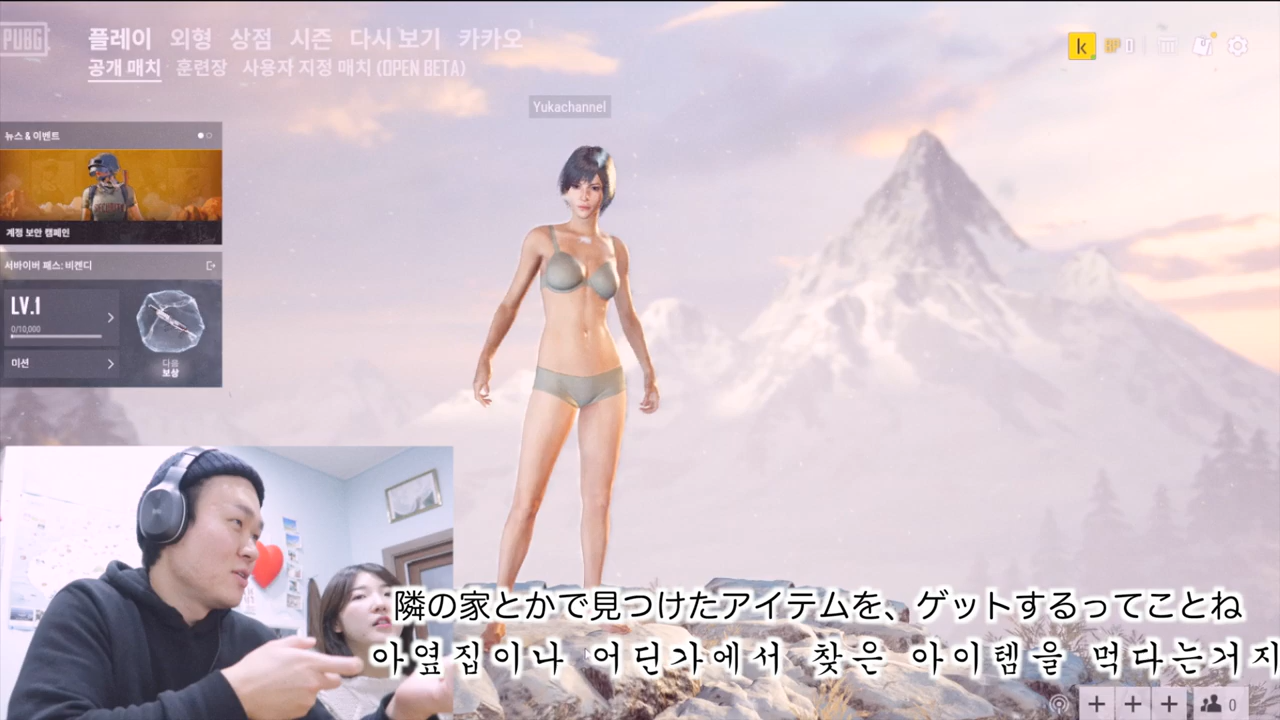 PUBG
플레이 외형 상점 시즌 다시 보기 카카오
공개 매치 훈련장 사용자 지정 매치 (OPEN BETA)
k BP 0
Yukachannel
뉴스 & 이벤트
계정 보안 캠페인
서바이버 패스: 비켄디
LV.1
0/10,000
미션
다음
보상
隣の家とかで見つけたアイテムを、ゲットするってことね
아 옆집이나 어딘가에서 찾은 아이템을 먹다는거지
0